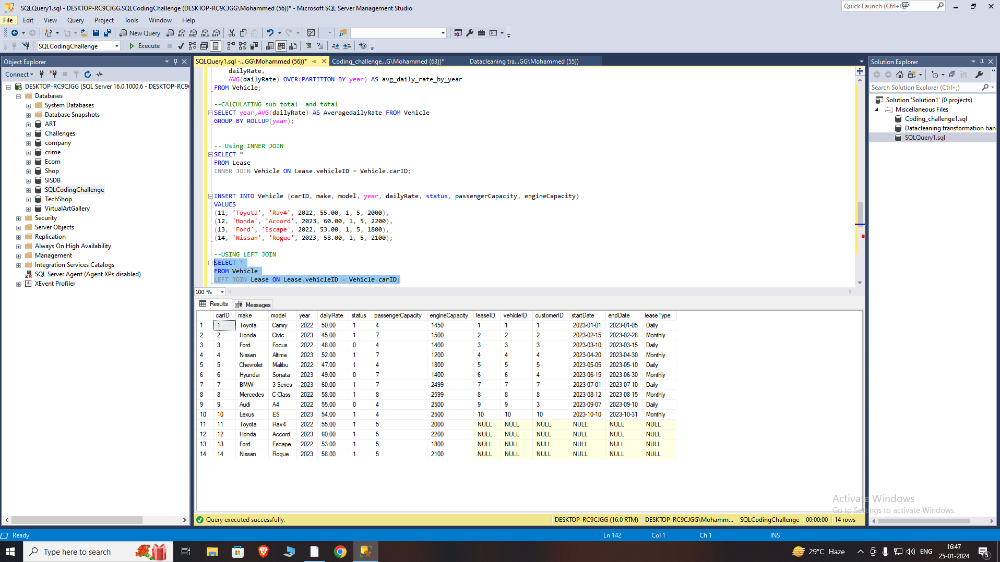 SQLQuery1.sql - DESKTOP-RC9CJGG.SQLCodingChallenge (DESKTOP-RC9CJGG\Mohammed (56))* - Microsoft SQL Server Management Studio
Quick Launch (Ctrl+Q)
File Edit View Query Project Tools Window Help
New Query
SQLCodingChallenge Execute
Object Explorer
Connect
DESKTOP-RC9CJGG (SQL Server 16.0.1000.6 - DESKTOP-RC9
Databases
System Databases
Database Snapshots
ART
Challenges
company
crime
Ecom
Shop
SISDB
SQLCodingChallenge
TechShop
VirtualArtGallery
Security
Server Objects
Replication
Always On High Availability
Management
Integration Services Catalogs
SQL Server Agent (Agent XPs disabled)
XEvent Profiler
SQLQuery1.sql -...GG\Mohammed (56))* Coding_challenge...G\Mohammed (63))* Datacleaning tra...GG\Mohammed (55))
dailyRate,
AVG(dailyRate) OVER(PARTITION BY year) AS avg_daily_rate_by_year
FROM Vehicle;
--CAlCULATING sub total  and total
SELECT year,AVG(dailyRate) AS AveragedailyRate FROM Vehicle
GROUP BY ROLLUP(year);
-- Using INNER JOIN
SELECT *
FROM Lease
INNER JOIN Vehicle ON Lease.vehicleID = Vehicle.carID;
INSERT INTO Vehicle (carID, make, model, year, dailyRate, status, passengerCapacity, engineCapacity)
VALUES
(11, 'Toyota', 'Rav4', 2022, 55.00, 1, 5, 2000),
(12, 'Honda', 'Accord', 2023, 60.00, 1, 5, 2200),
(13, 'Ford', 'Escape', 2022, 53.00, 1, 5, 1800),
(14, 'Nissan', 'Rogue', 2023, 58.00, 1, 5, 2100);
--USING LEFT JOIN
SELECT *
FROM Vehicle
LEFT JOIN Lease ON Lease.vehicleID = Vehicle.carID;
100 %
Results Messages
carID make model year dailyRate status passengerCapacity engineCapacity leaseID vehicleID customerID startDate endDate leaseType
1 1 Toyota Camry 2022 50.00 1 4 1450 1 1 1 2023-01-01 2023-01-05 Daily
2 2 Honda Civic 2023 45.00 1 7 1500 2 2 2 2023-02-15 2023-02-28 Monthly
3 3 Ford Focus 2022 48.00 0 4 1400 3 3 3 2023-03-10 2023-03-15 Daily
4 4 Nissan Altima 2023 52.00 1 7 1200 4 4 4 2023-04-20 2023-04-30 Monthly
5 5 Chevrolet Malibu 2022 47.00 1 4 1800 5 5 5 2023-05-05 2023-05-10 Daily
6 6 Hyundai Sonata 2023 49.00 0 7 1400 6 6 4 2023-06-15 2023-06-30 Monthly
7 7 BMW 3 Series 2023 60.00 1 7 2499 7 7 7 2023-07-01 2023-07-10 Daily
8 8 Mercedes C-Class 2022 58.00 1 8 2599 8 8 8 2023-08-12 2023-08-15 Monthly
9 9 Audi A4 2022 55.00 0 4 2500 9 9 3 2023-09-07 2023-09-10 Daily
10 10 Lexus ES 2023 54.00 1 4 2500 10 10 10 2023-10-10 2023-10-31 Monthly
11 11 Toyota Rav4 2022 55.00 1 5 2000 NULL NULL NULL NULL NULL NULL
12 12 Honda Accord 2023 60.00 1 5 2200 NULL NULL NULL NULL NULL NULL
13 13 Ford Escape 2022 53.00 1 5 1800 NULL NULL NULL NULL NULL NULL
14 14 Nissan Rogue 2023 58.00 1 5 2100 NULL NULL NULL NULL NULL NULL
Query executed successfully. DESKTOP-RC9CJGG (16.0 RTM) DESKTOP-RC9CJGG\Mohamm... SQLCodingChallenge 00:00:00 14 rows
Solution Explorer
Search Solution Explorer (Ctrl+;)
Solution 'Solution1' (0 projects)
Miscellaneous Files
Coding_challenge1.sql
Datacleaning transformation han
SQLQuery1.sql
Activate Windows
Go to Settings to activate Windows.
Ready Ln 142 Col 1 Ch 1 INS
Type here to search
29°C Haze
ENG
16:47
25-01-2024
5